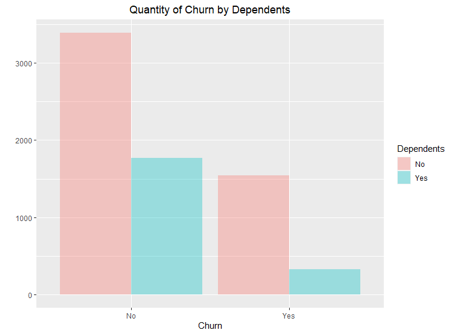 Quantity of Churn by Dependents
3000
2000
1000
0
No
Yes
Churn
Dependents
No
Yes